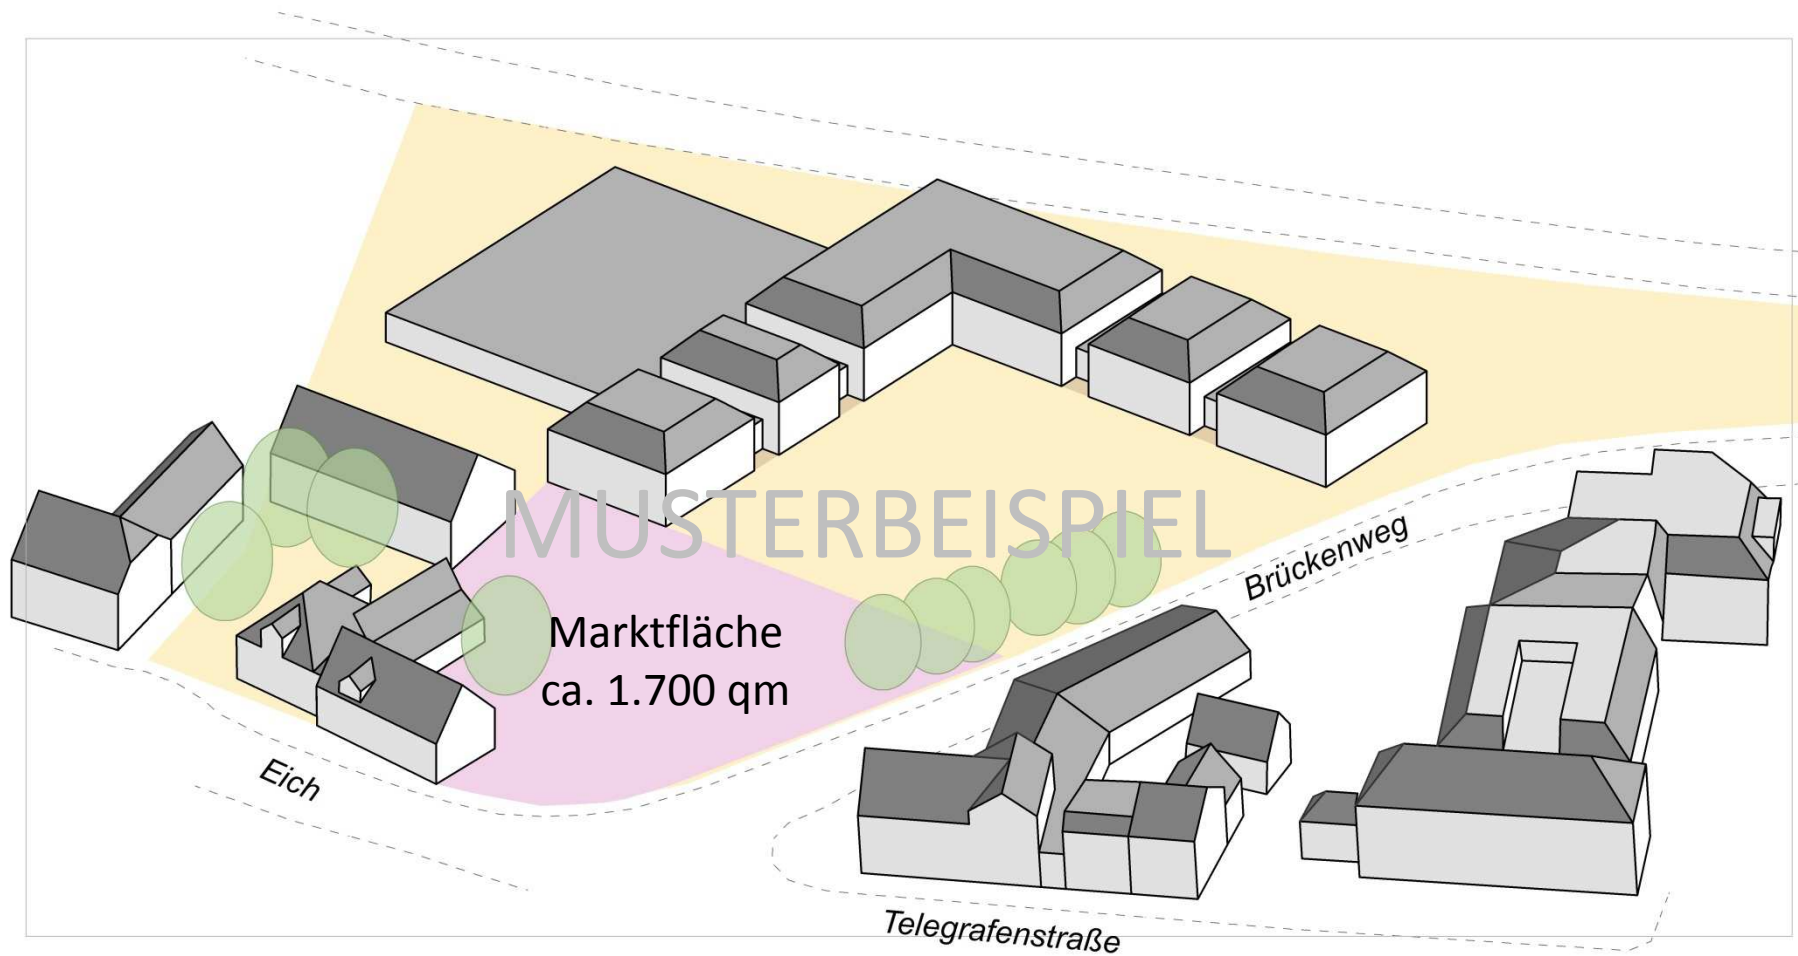 MUSTERBEISPIEL
Brückenweg
Marktfläche
ca. 1.700 qm
Eich
Telegrafenstraße